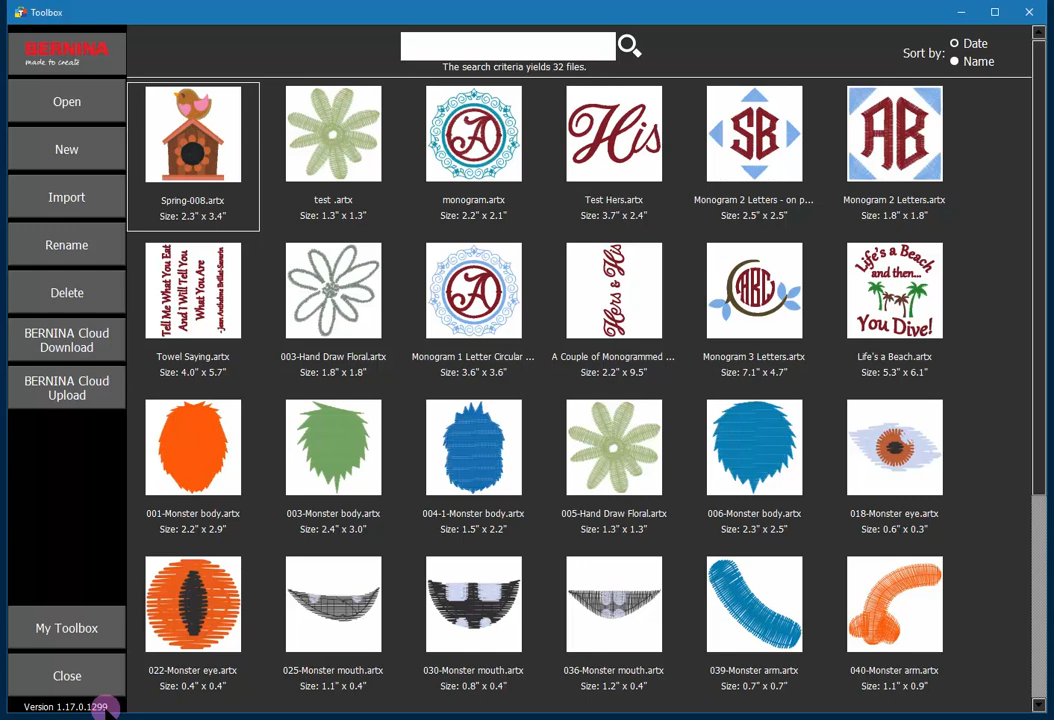 Toolbox
BERNINA
made to create
Sort by:
Date
Name
The search criteria yields 32 files.
Open
New
Import
Rename
Delete
BERNINA Cloud
Download
BERNINA Cloud
Upload
My Toolbox
Close
Version 1.17.0.1299
A
His
SB
AB
Spring-008.artx
Size: 2.3" x 3.4"
test .artx
Size: 1.3" x 1.3"
monogram.artx
Size: 2.2" x 2.1"
Test Hers.artx
Size: 3.7" x 2.4"
Monogram 2 Letters - on p...
Size: 2.5" x 2.5"
Monogram 2 Letters.artx
Size: 1.8" x 1.8"
Tell Me What You Eat
And I Will Tell You
What You Are
- Jean Anthelme Brillat-Savarin
A
Hers & His
ABC
Life's a Beach
and then...
You Dive!
Towel Saying.artx
Size: 4.0" x 5.7"
003-Hand Draw Floral.artx
Size: 1.8" x 1.8"
Monogram 1 Letter Circular ...
Size: 3.6" x 3.6"
A Couple of Monogrammed ...
Size: 2.2" x 9.5"
Monogram 3 Letters.artx
Size: 7.1" x 4.7"
Life's a Beach.artx
Size: 5.3" x 6.1"
001-Monster body.artx
Size: 2.2" x 2.9"
003-Monster body.artx
Size: 2.4" x 3.0"
004-1-Monster body.artx
Size: 1.5" x 2.2"
005-Hand Draw Floral.artx
Size: 1.3" x 1.3"
006-Monster body.artx
Size: 2.3" x 2.5"
018-Monster eye.artx
Size: 0.6" x 0.3"
022-Monster eye.artx
Size: 0.4" x 0.4"
025-Monster mouth.artx
Size: 1.1" x 0.4"
030-Monster mouth.artx
Size: 0.8" x 0.4"
036-Monster mouth.artx
Size: 1.2" x 0.4"
039-Monster arm.artx
Size: 0.7" x 0.7"
040-Monster arm.artx
Size: 1.1" x 0.9"